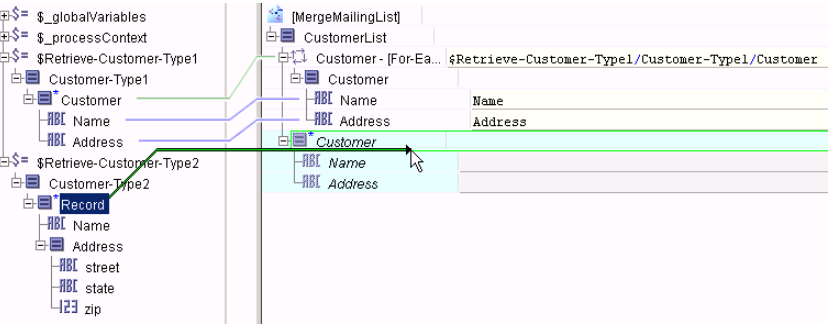 $_globalVariables
$_processContext
$Retrieve-Customer-Type1
Customer-Type1
* Customer
Name
Address
$Retrieve-Customer-Type2
Customer-Type2
* Record
Name
Address
street
state
zip
[MergeMailingList]
CustomerList
Customer - [For-Ea... $Retrieve-Customer-Type1/Customer-Type1/Customer
Customer
Name Name
Address Address
* Customer
Name
Address